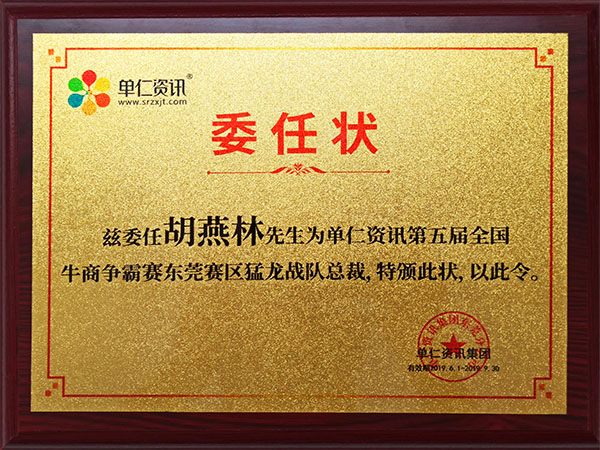 单仁资讯®
www.srzxjt.com
委任状
兹委任胡燕林先生为单仁资讯第五届全国
牛商争霸赛东莞赛区猛龙战队总裁,特颁此状,以此令。
单仁资讯集团
有效期2019.6.1-2019.9.30